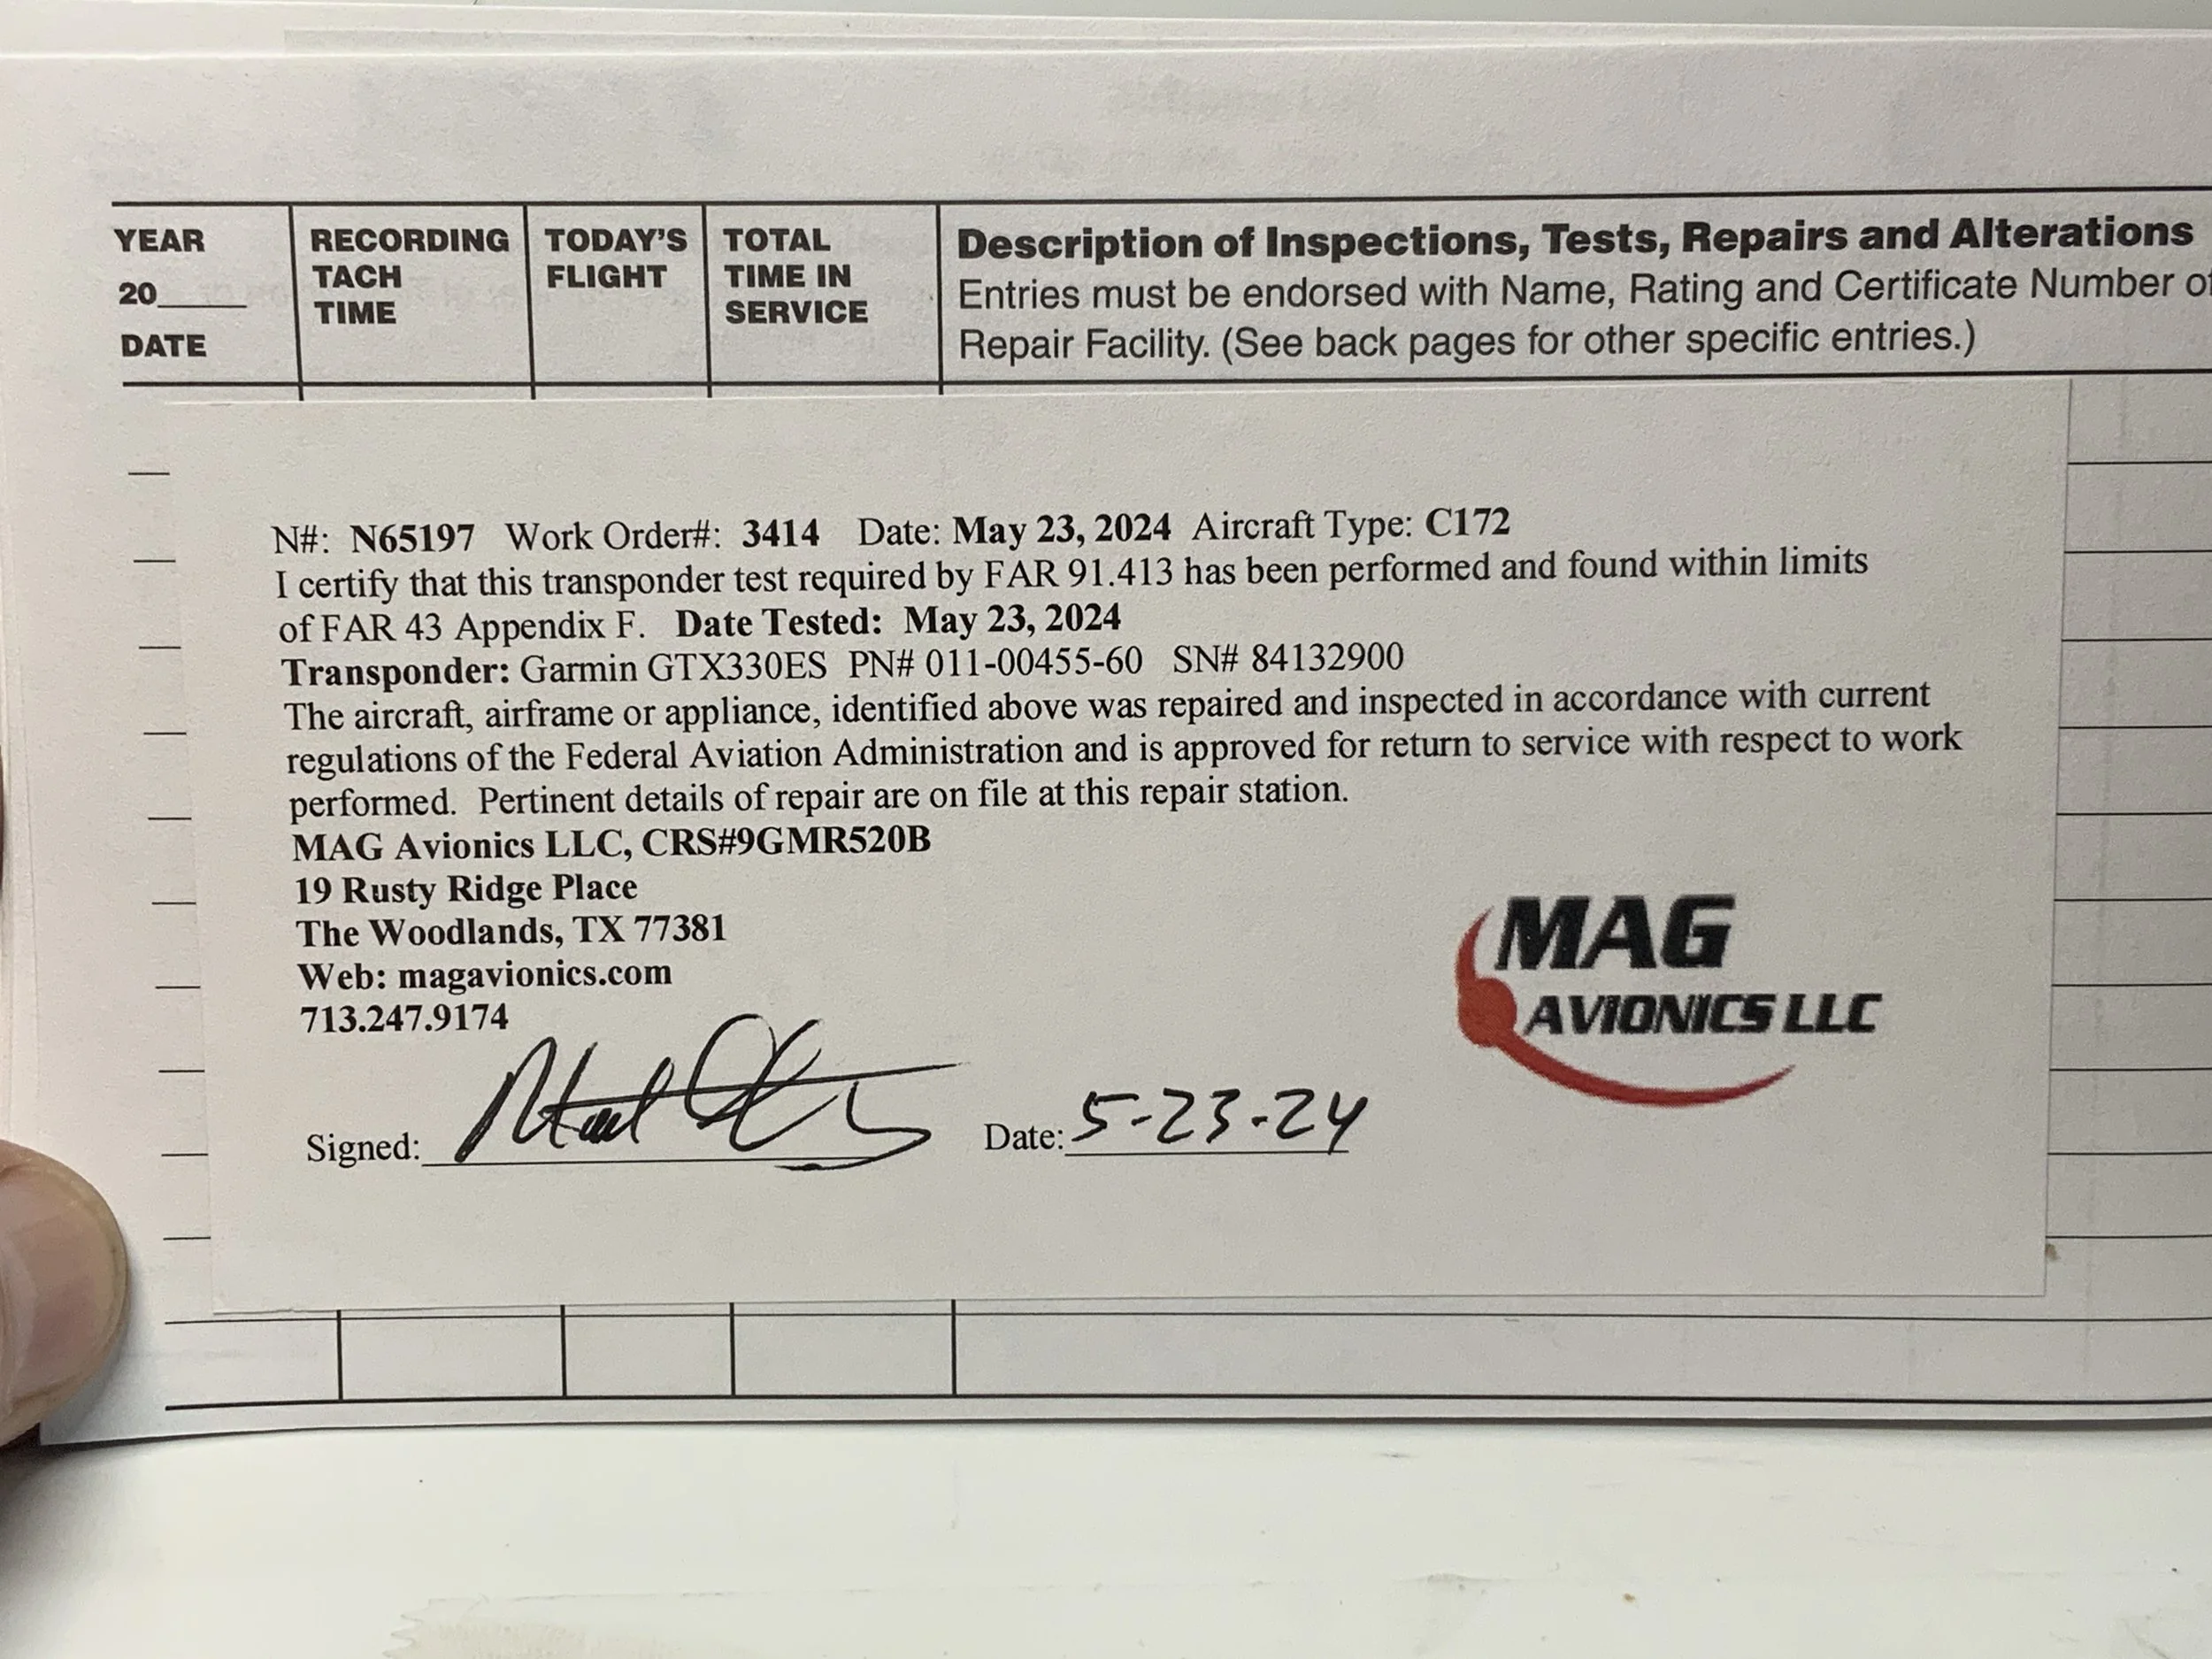 YEAR
20_____
DATE
RECORDING
TACH
TIME
TODAY'S
FLIGHT
TOTAL
TIME IN
SERVICE
Description of Inspections, Tests, Repairs and Alterations
Entries must be endorsed with Name, Rating and Certificate Number of
Repair Facility. (See back pages for other specific entries.)
N#: N65197 Work Order#: 3414 Date: May 23, 2024 Aircraft Type: C172
I certify that this transponder test required by FAR 91.413 has been performed and found within limits
of FAR 43 Appendix F. Date Tested: May 23, 2024
Transponder: Garmin GTX330ES PN# 011-00455-60 SN# 84132900
The aircraft, airframe or appliance, identified above was repaired and inspected in accordance with current
regulations of the Federal Aviation Administration and is approved for return to service with respect to work
performed. Pertinent details of repair are on file at this repair station.
MAG Avionics LLC, CRS#9GMR520B
19 Rusty Ridge Place
The Woodlands, TX 77381
Web: magavionics.com
713.247.9174
MAG
AVIONICS LLC
Signed: Date: 5-23-24